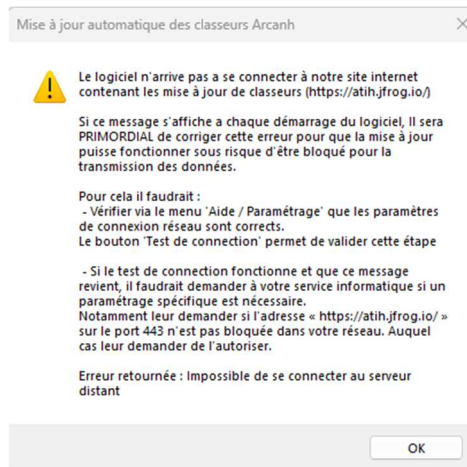 Mise à jour automatique des classeurs Arcanh
Le logiciel n'arrive pas a se connecter à notre site internet
contenant les mise à jour de classeurs (https://atih.jfrog.io/)
Si ce message s'affiche a chaque démarrage du logiciel, Il sera
PRIMORDIAL de corriger cette erreur pour que la mise à jour
puisse fonctionner sous risque d'être bloqué pour la
transmission des données.
Pour cela il faudrait :
- Vérifier via le menu 'Aide / Paramétrage' que les paramètres
de connexion réseau sont corrects.
Le bouton 'Test de connection' permet de valider cette étape
- Si le test de connection fonctionne et que ce message
revient, il faudrait demander à votre service informatique si un
paramétrage spécifique est nécessaire.
Notamment leur demander si l'adresse « https://atih.jfrog.io/ »
sur le port 443 n'est pas bloquée dans votre réseau. Auquel
cas leur demander de l'autoriser.
Erreur retournée : Impossible de se connecter au serveur
distant
OK